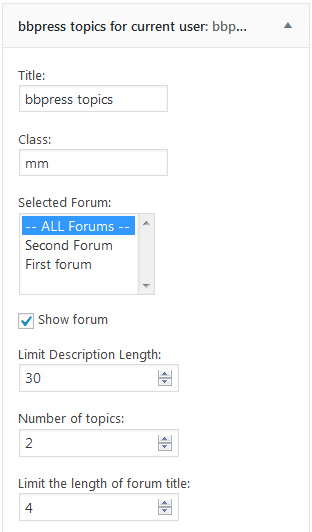 bbpress topics for current user: bbp...
Title:
bbpress topics
Class:
mm
Selected Forum:
-- ALL Forums --
Second Forum
First forum
Show forum
Limit Description Length:
30
Number of topics:
2
Limit the length of forum title:
4